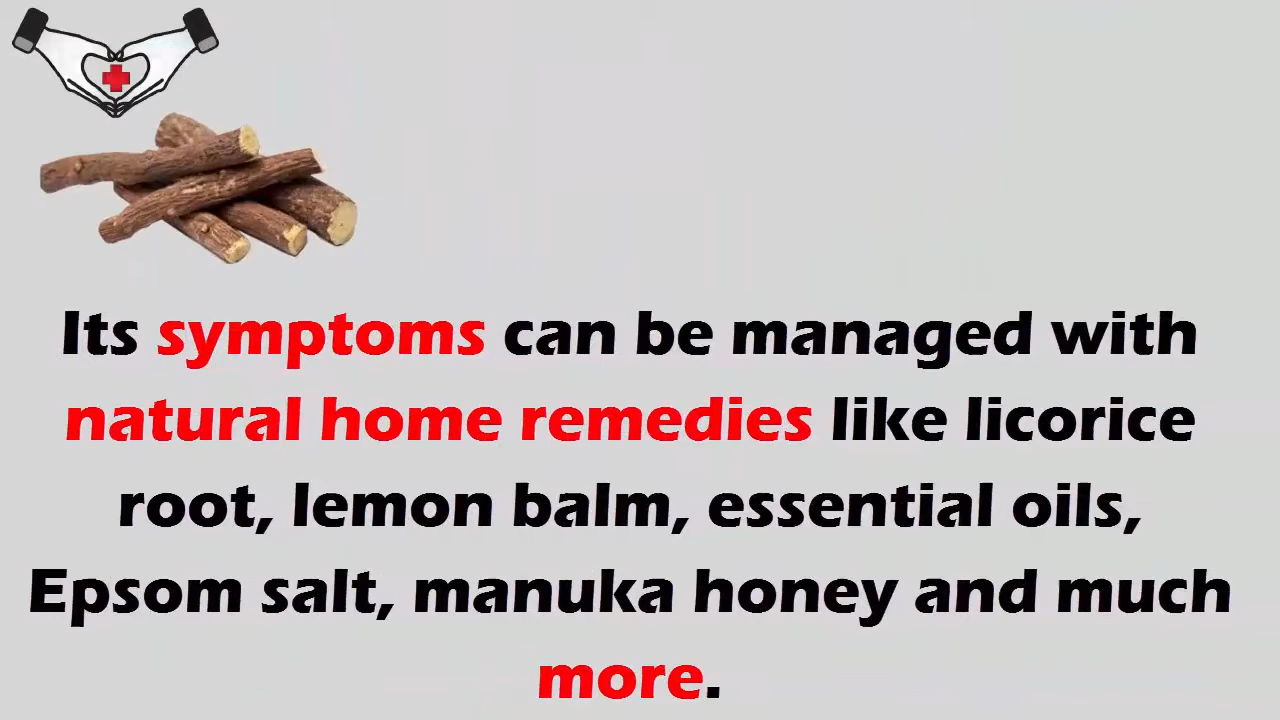 Its symptoms can be managed with
natural home remedies like licorice
root, lemon balm, essential oils,
Epsom salt, manuka honey and much
more.